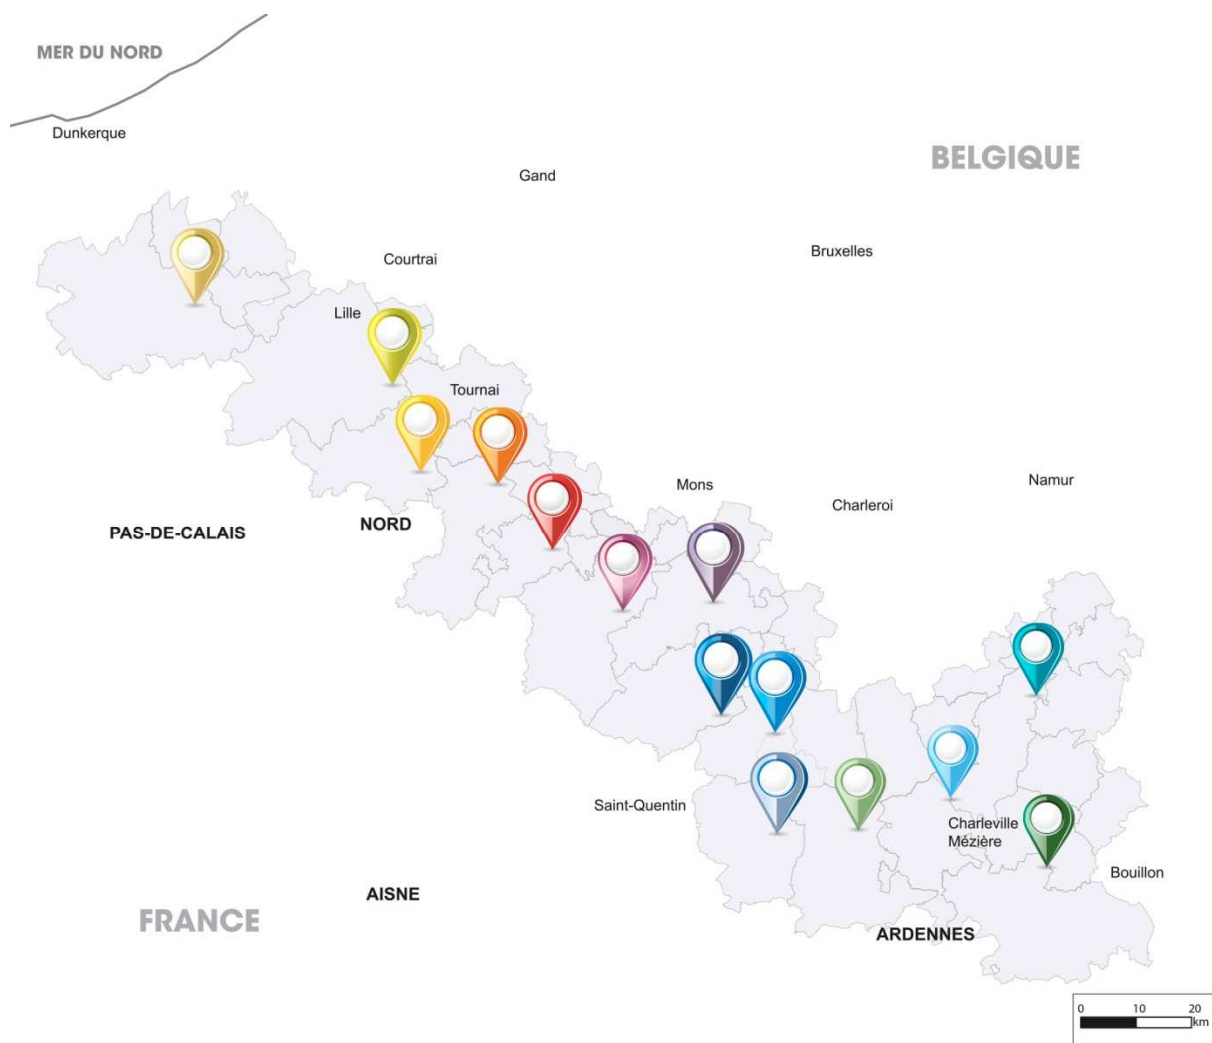 MER DU NORD
Dunkerque
BELGIQUE
Gand
Bruxelles
Courtrai
Lille
Tournai
Mons
Namur
Charleroi
NORD
PAS-DE-CALAIS
Saint-Quentin
Charleville
Mézière
Bouillon
AISNE
FRANCE
ARDENNES
0 10 20
km